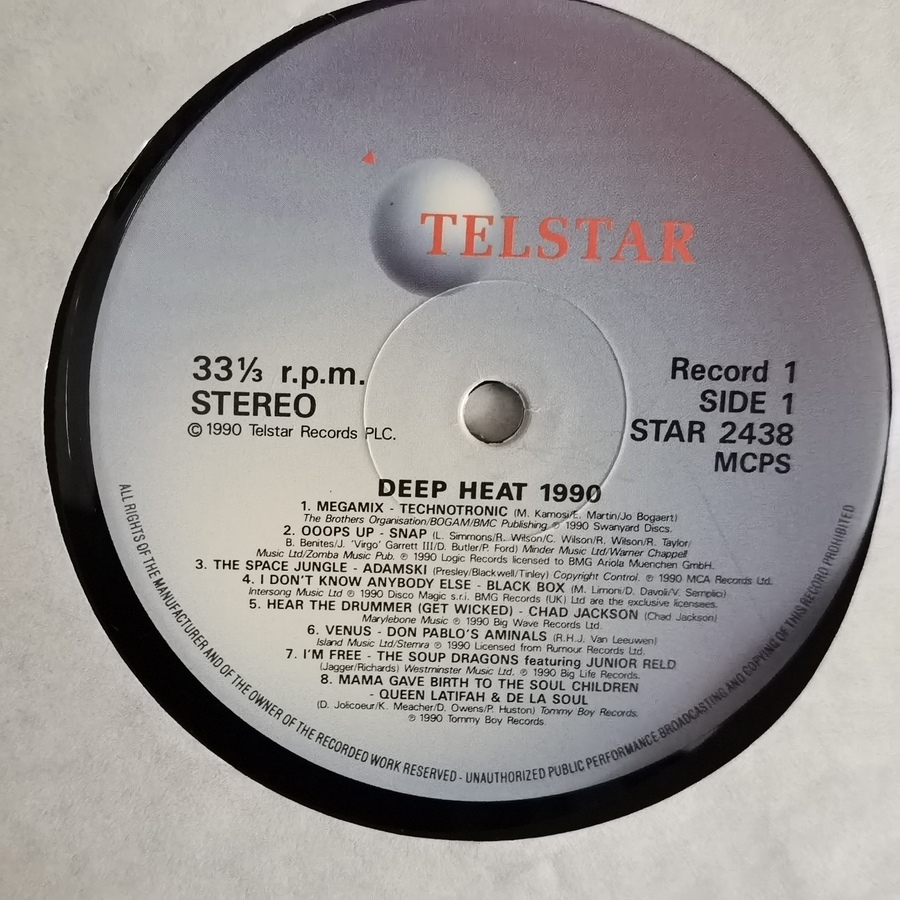 TELSTAR
33⅓ r.p.m.
STEREO
© 1990 Telstar Records PLC.
Record 1
SIDE 1
STAR 2438
MCPS
DEEP HEAT 1990
1. MEGAMIX - TECHNOTRONIC (M. Kamosi/E. Martin/Jo Bogaert)
The Brothers Organisation/BOGAM/BMC Publishing ℗ 1990 Swanyard Discs.
2. OOOPS UP - SNAP (L. Simmons/R. Wilson/C. Wilson/R. Wilson/R. Taylor/
B. Benites/J. 'Virgo' Garrett III/D. Butler/P. Ford) Minder Music Ltd/Warner Chappell
Music Ltd/Zomba Music Pub. ℗ 1990 Logic Records licensed to BMG Ariola Muenchen GmbH.
3. THE SPACE JUNGLE - ADAMSKI (Presley/Blackwell/Tinley) Copyright Control. ℗ 1990 MCA Records Ltd.
4. I DON'T KNOW ANYBODY ELSE - BLACK BOX (M. Limoni/D. Davoli/V. Semplici)
Intersong Music Ltd ℗ 1990 Disco Magic s.r.i. BMG Records (UK) Ltd are the exclusive licensees.
5. HEAR THE DRUMMER (GET WICKED) - CHAD JACKSON (Chad Jackson)
Marylebone Music ℗ 1990 Big Wave Records Ltd.
6. VENUS - DON PABLO'S AMINALS (R.H.J. Van Leeuwen)
Island Music Ltd/Stemra ℗ 1990 Licensed from Rumour Records Ltd.
7. I'M FREE - THE SOUP DRAGONS featuring JUNIOR RELD
(Jagger/Richards) Westminster Music Ltd. ℗ 1990 Big Life Records.
8. MAMA GAVE BIRTH TO THE SOUL CHILDREN
- QUEEN LATIFAH & DE LA SOUL
(D. Jolicoeur/K. Meacher/D. Owens/P. Huston) Tommy Boy Records.
℗ 1990 Tommy Boy Records
ALL RIGHTS OF THE MANUFACTURER AND OF THE OWNER OF THE RECORDED WORK RESERVED - UNAUTHORIZED PUBLIC PERFORMANCE BROADCASTING AND COPYING OF THIS RECORD PROHIBITED